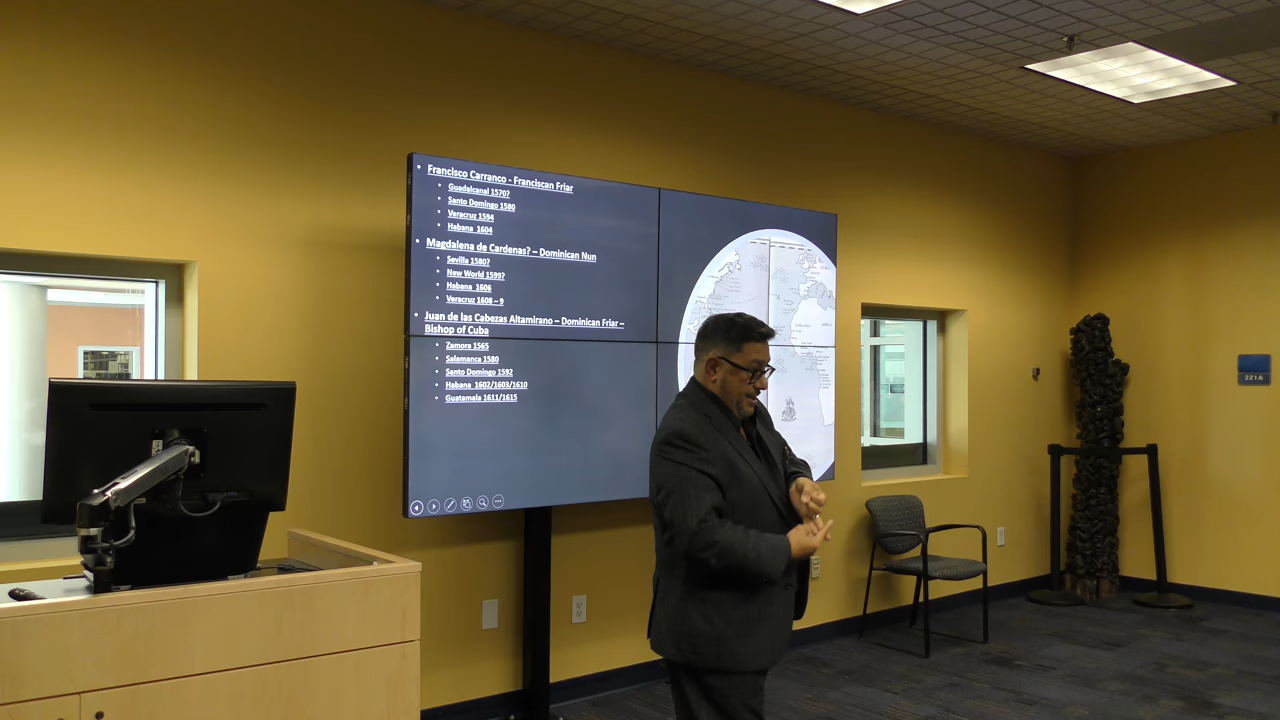 Francisco Carranco - Franciscan Friar
Guadalcanal 1570?
Santo Domingo 1580
Veracruz 1594
Habana 1604
Magdalena de Cardenas? – Dominican Nun
Sevilla 1580?
New World 1599?
Habana 1606
Veracruz 1608 – 9
Juan de las Cabezas Altamirano – Dominican Friar –
Bishop of Cuba
Zamora 1565
Salamanca 1580
Santo Domingo 1592
Habana 1602/1603/1610
Guatamala 1611/1615
221A